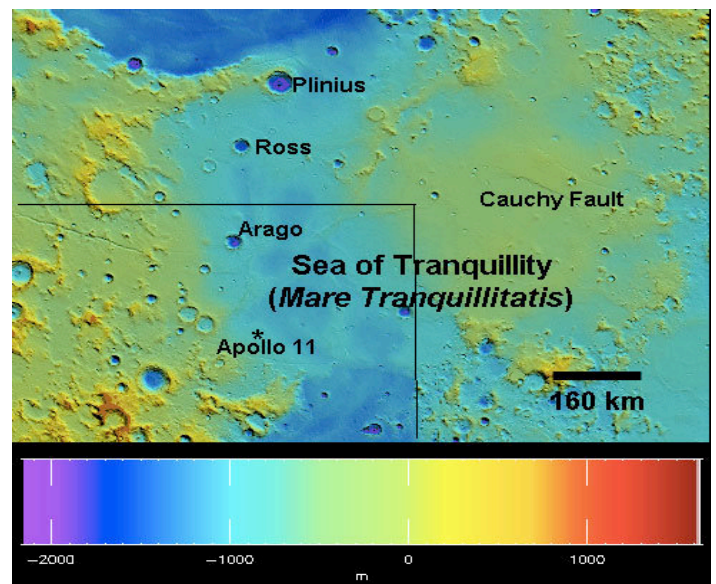 Plinius
Ross
Cauchy Fault
Arago
Sea of Tranquillity
(Mare Tranquillitatis)
*
Apollo 11
160 km
−2000 −1000 0 1000
m